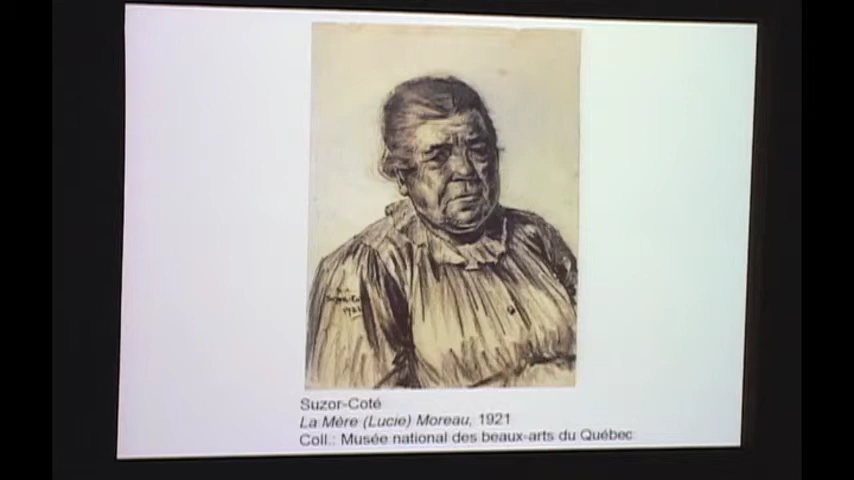 Suzor-Coté
La Mère (Lucie) Moreau, 1921
Coll.: Musée national des beaux-arts du Québec